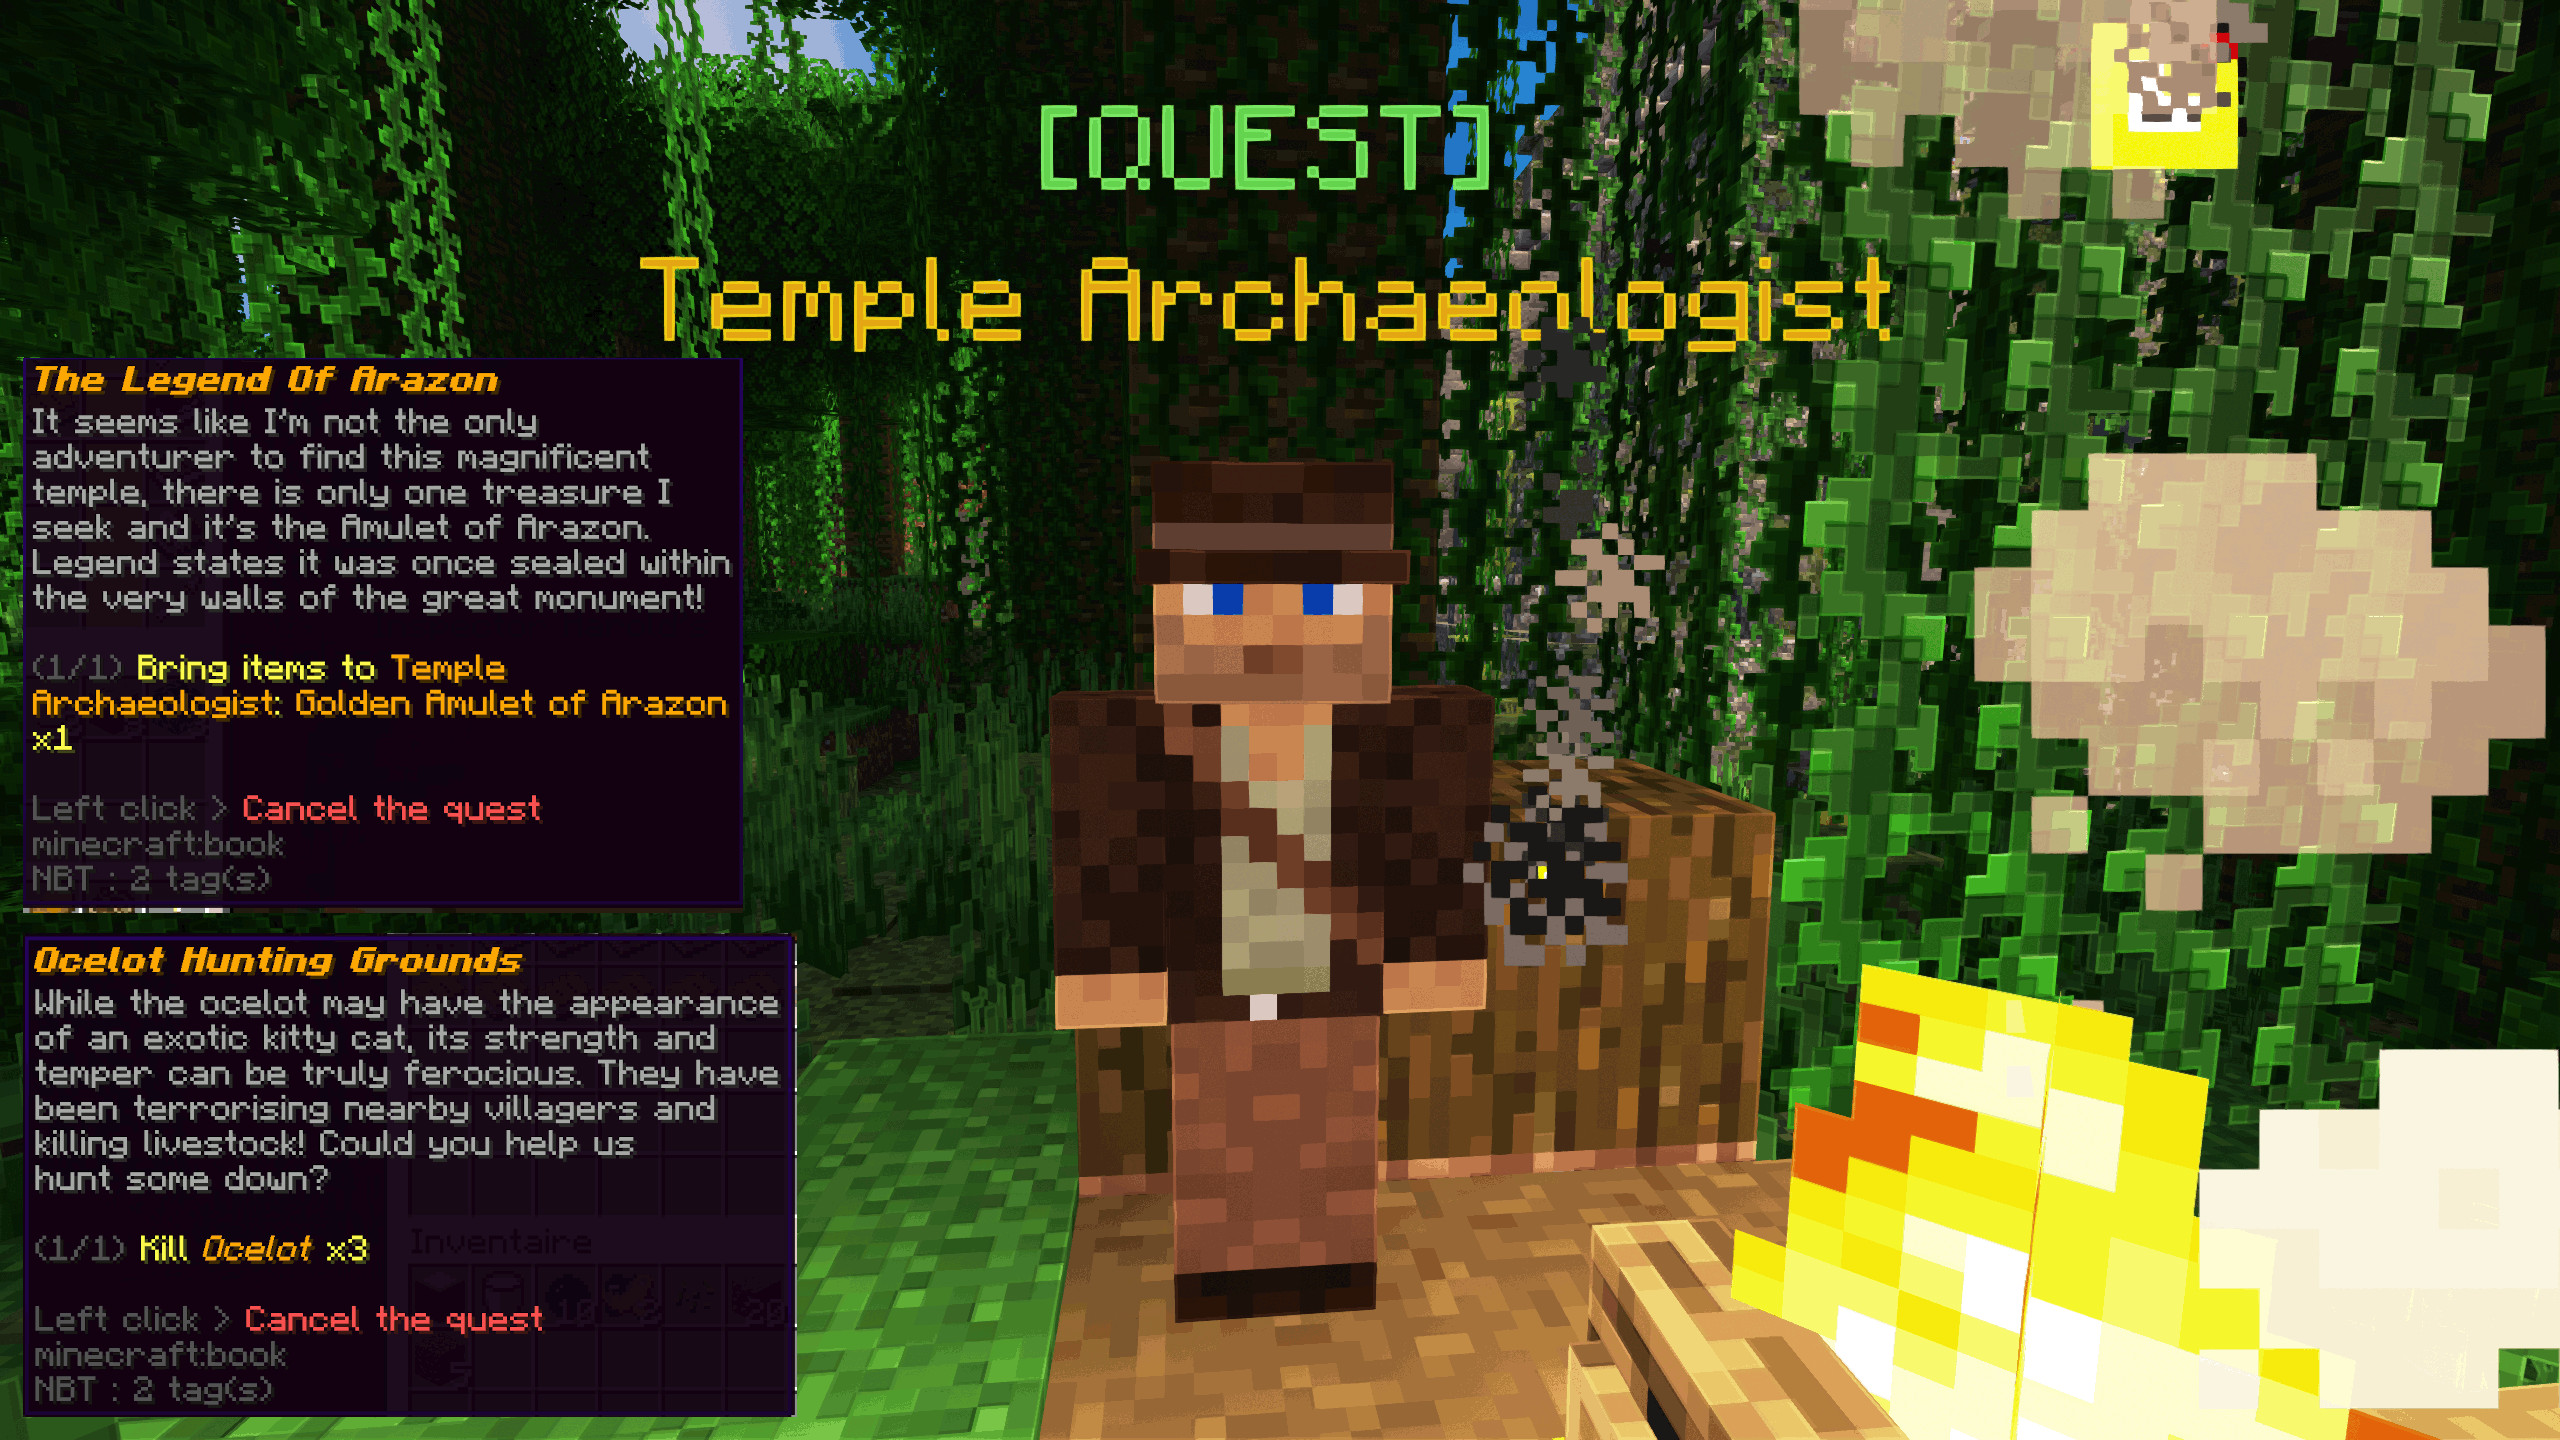 [QUEST]
Temple Archaeologist
The Legend Of Arazon
It seems like I'm not the only
adventurer to find this magnificent
temple, there is only one treasure I
seek and it's the Amulet of Arazon.
Legend states it was once sealed within
the very walls of the great monument!
(1/1) Bring items to Temple
Archaeologist: Golden Amulet of Arazon
x1
Left click > Cancel the quest
minecraft:book
NBT : 2 tag(s)
Ocelot Hunting Grounds
While the ocelot may have the appearance
of an exotic kitty cat, its strength and
temper can be truly ferocious. They have
been terrorising nearby villagers and
killing livestock! Could you help us
hunt some down?
(1/1) Kill Ocelot x3
Inventaire
10 2 20
Left click > Cancel the quest
minecraft:book
NBT : 2 tag(s)